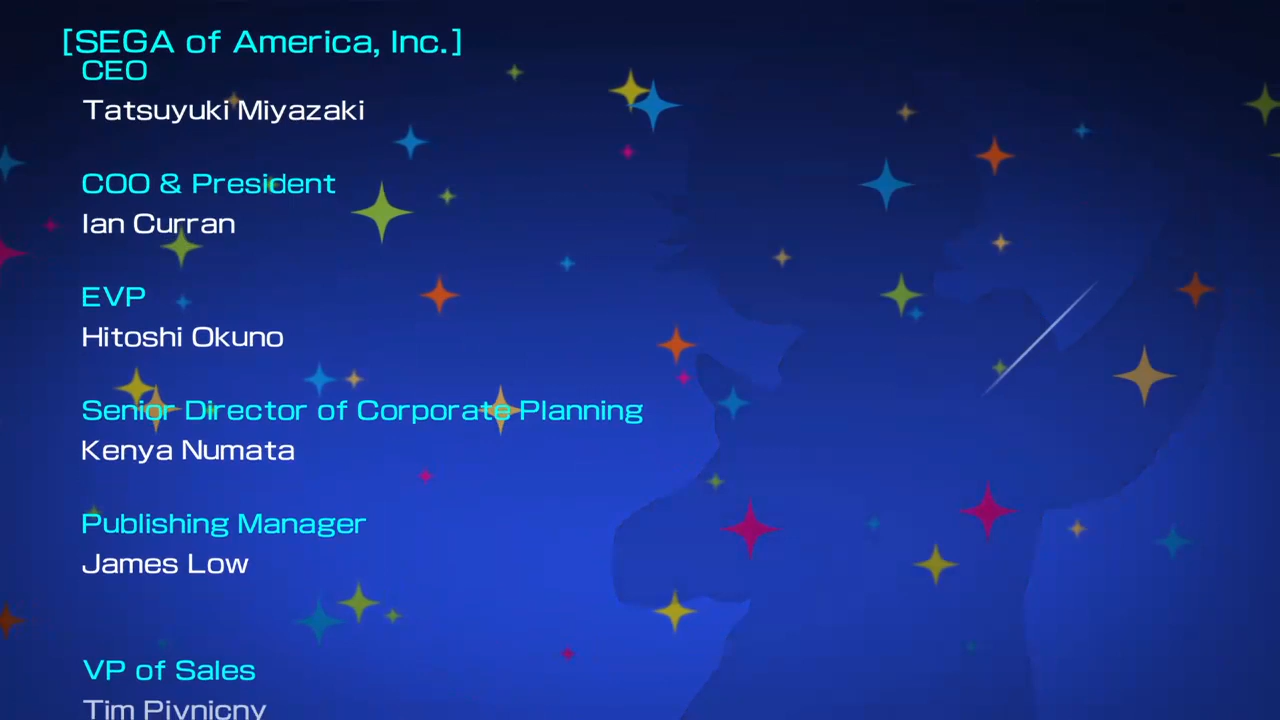 [SEGA of America, Inc.]
CEO
Tatsuyuki Miyazaki
COO & President
Ian Curran
EVP
Hitoshi Okuno
Senior Director of Corporate Planning
Kenya Numata
Publishing Manager
James Low
VP of Sales
Tim Pivnicny